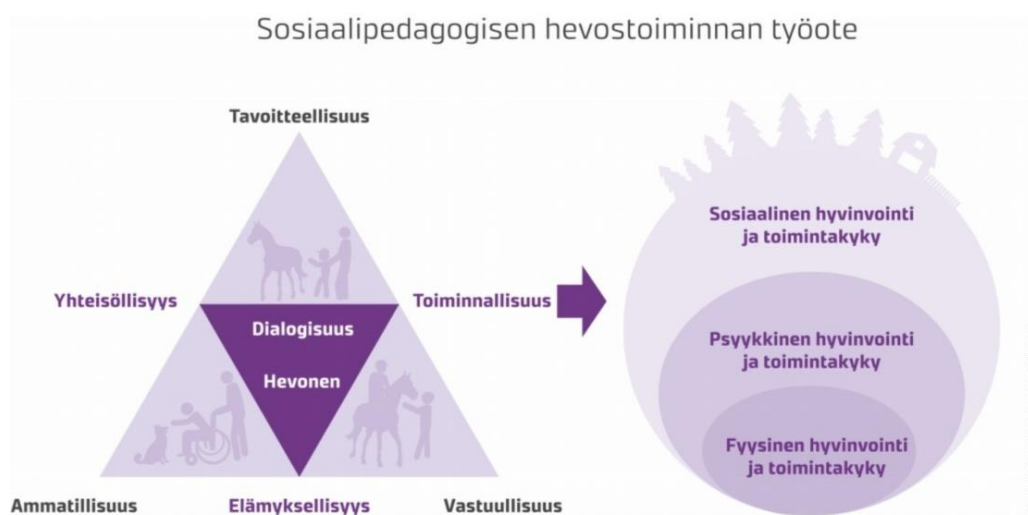 Sosiaalipedagogisen hevostoiminnan työote
Tavoitteellisuus
Yhteisöllisyys
Toiminnallisuus
Dialogisuus
Hevonen
Ammatillisuus
Elämyksellisyys
Vastuullisuus
Sosiaalinen hyvinvointi
ja toimintakyky
Psyykkinen hyvinvointi
ja toimintakyky
Fyysinen hyvinvointi
ja toimintakyky